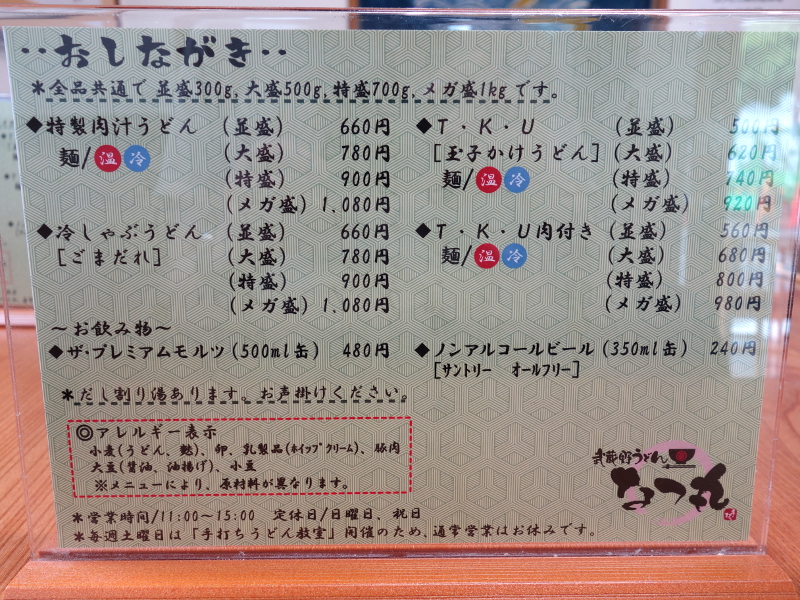 ・・おしながき・・
＊全品共通で 並盛300g,大盛500g,特盛700g,メガ盛1kgです。
◆特製肉汁うどん （並盛） 660円
麺/温 冷 （大盛） 780円
（特盛） 900円
（メガ盛） 1,080円
◆冷しゃぶうどん （並盛） 660円
［ごまだれ］ （大盛） 780円
（特盛） 900円
（メガ盛） 1,080円
◆T・K・U （並盛） 500円
［玉子かけうどん］ （大盛） 620円
麺/温 冷 （特盛） 740円
（メガ盛） 920円
◆T・K・U肉付き （並盛） 560円
麺/温 冷 （大盛） 680円
（特盛） 800円
（メガ盛） 980円
～お飲み物～
◆ザ・プレミアムモルツ（500ml缶） 480円
◆ノンアルコールビール（350ml缶） 240円
［サントリー オールフリー］
＊だし割り湯あります。お声掛けください。
◎アレルギー表示
小麦（うどん、麩）、卵、乳製品（ホイップクリーム）、豚肉
大豆（醤油、油揚げ）、小豆
※メニューにより、原材料が異なります。
武蔵野うどん
なつ丸
＊営業時間/11:00～15:00 定休日/日曜日、祝日
＊毎週土曜日は「手打ちうどん教室」開催のため、通常営業はお休みです。